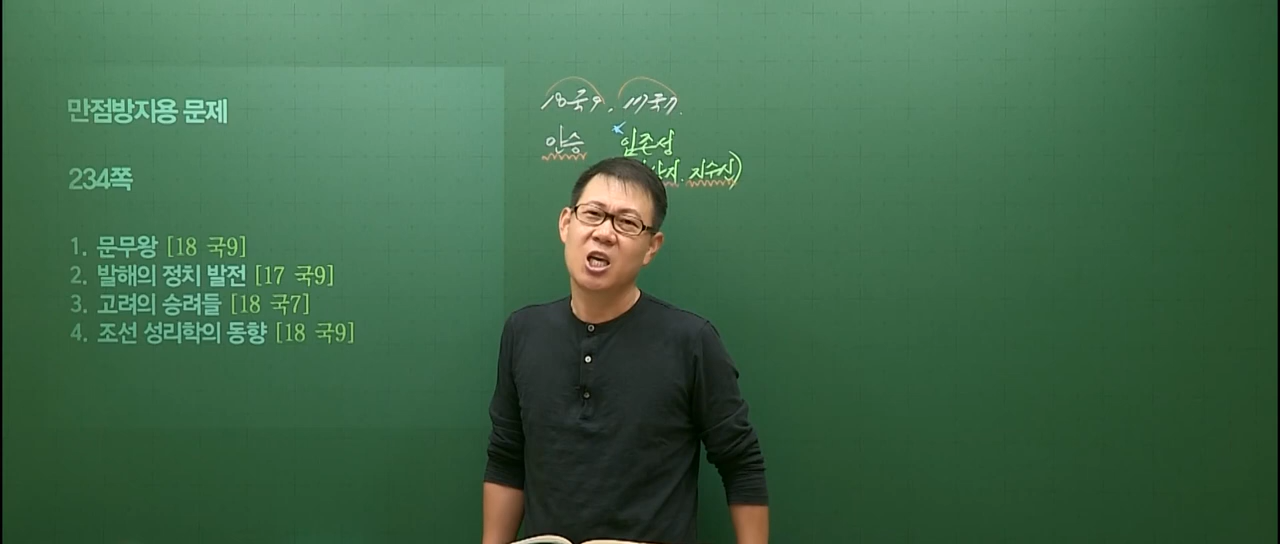 만점방지용 문제
234쪽
1. 문무왕 [18 국9]
2. 발해의 정치 발전 [17 국9]
3. 고려의 승려들 [18 국7]
4. 조선 성리학의 동향 [18 국9]
18국9, 17국7.
안승 임존성
지수신)